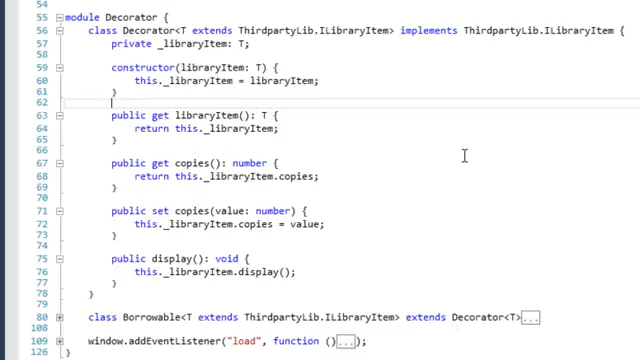 54
55 module Decorator {
56 class Decorator<T extends ThirdpartyLib.ILibraryItem> implements ThirdpartyLib.ILibraryItem {
57 private _libraryItem: T;
58
59 constructor(libraryItem: T) {
60 this._libraryItem = libraryItem;
61 }
62
63 public get libraryItem(): T {
64 return this._libraryItem;
65 }
66
67 public get copies(): number {
68 return this._libraryItem.copies;
69 }
70
71 public set copies(value: number) {
72 this._libraryItem.copies = value;
73 }
74
75 public display(): void {
76 this._libraryItem.display();
77 }
78 }
79
80 class Borrowable<T extends ThirdpartyLib.ILibraryItem> extends Decorator<T>...
108
109 window.addEventListener("load", function ()...);
126 }